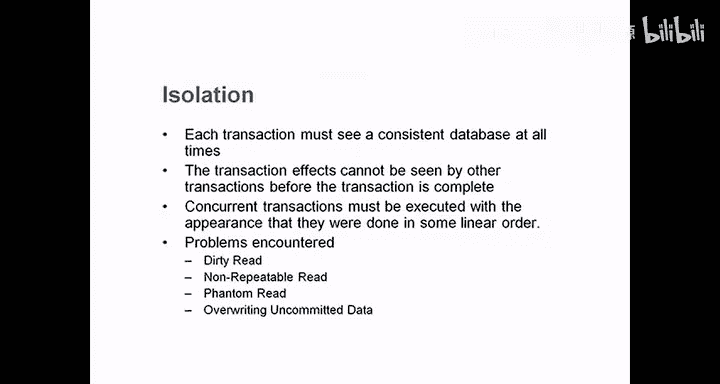 bilibili
Isolation
• Each transaction must see a consistent database at all
times
• The transaction effects cannot be seen by other
transactions before the transaction is complete
• Concurrent transactions must be executed with the
appearance that they were done in some linear order.
• Problems encountered
– Dirty Read
– Non-Repeatable Read
– Phantom Read
– Overwriting Uncommitted Data